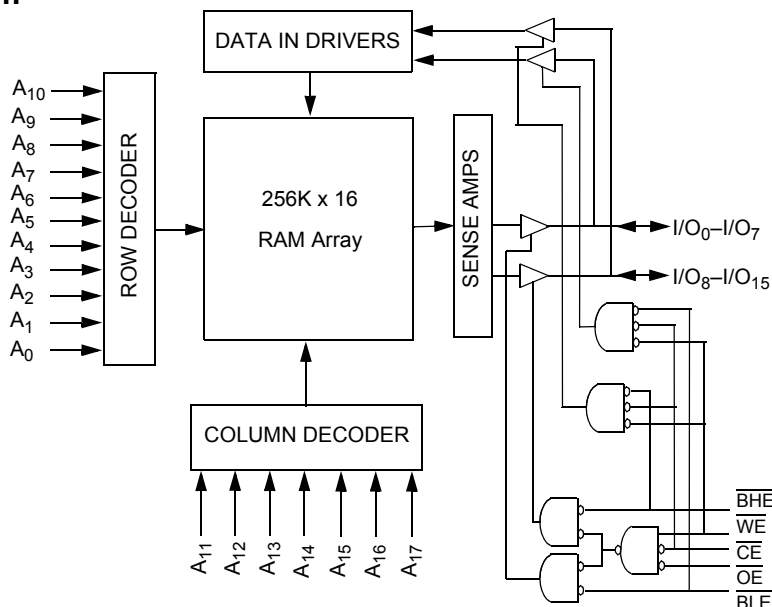 DATA IN DRIVERS
A10
A9
A8
A7
A6
A5
A4
A3
A2
A1
A0
ROW DECODER
256K x 16
RAM Array
SENSE AMPS
I/O0–I/O7
I/O8–I/O15
COLUMN DECODER
A11
A12
A13
A14
A15
A16
A17
BHE
WE
CE
OE
BLE